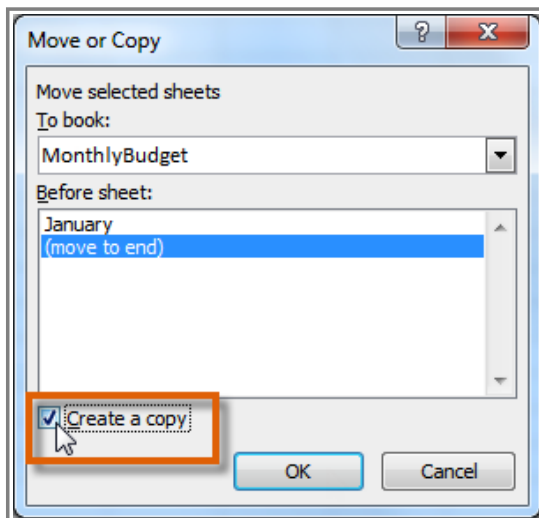 Move or Copy
Move selected sheets
To book:
MonthlyBudget
Before sheet:
January
(move to end)
Create a copy
OK Cancel